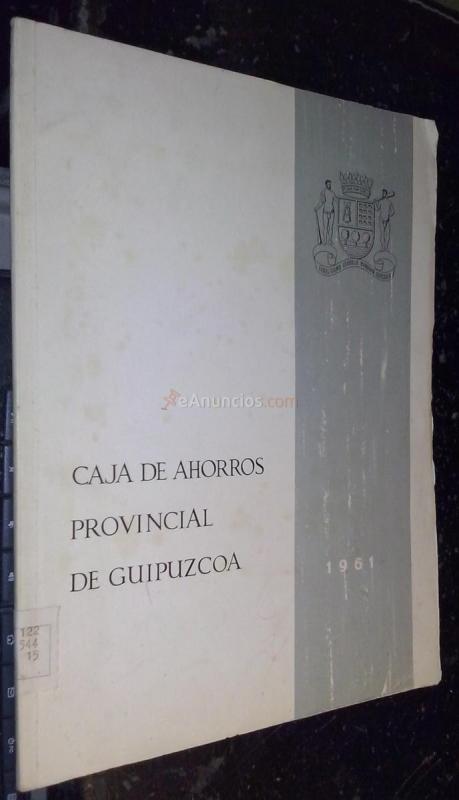 eAnuncios.com
CAJA DE AHORROS
PROVINCIAL
DE GUIPUZCOA
1961
122
544
15